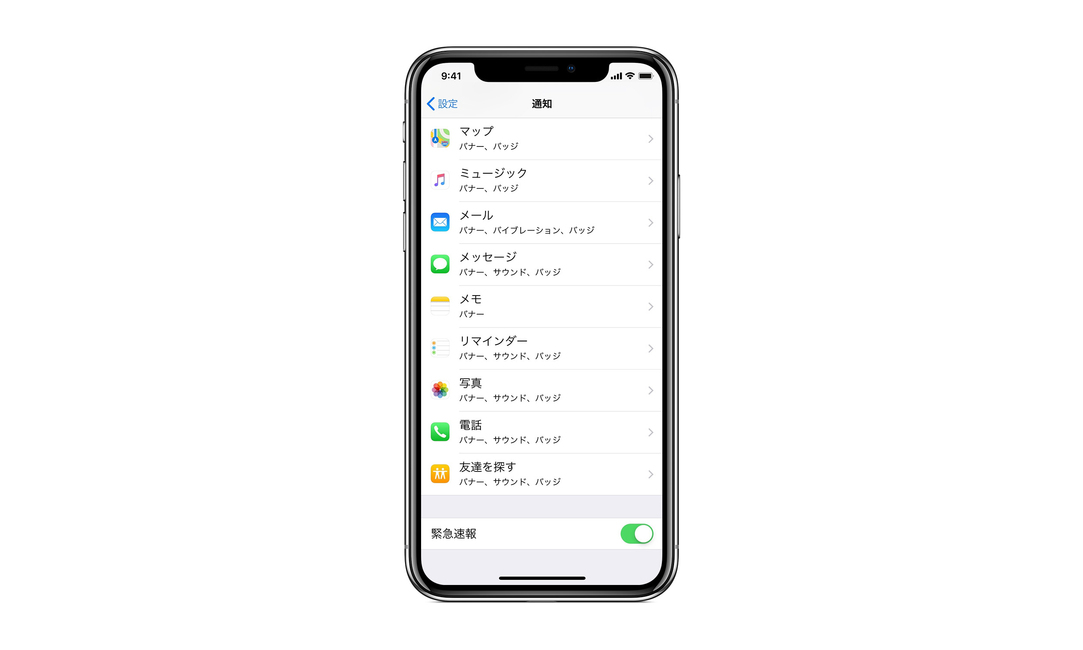 9:41
設定
通知
マップ
バナー、バッジ
ミュージック
バナー、バッジ
メール
バナー、バイブレーション、バッジ
メッセージ
バナー、サウンド、バッジ
メモ
バナー
リマインダー
バナー、サウンド、バッジ
写真
バナー、サウンド、バッジ
電話
バナー、サウンド、バッジ
友達を探す
バナー、サウンド、バッジ
緊急速報